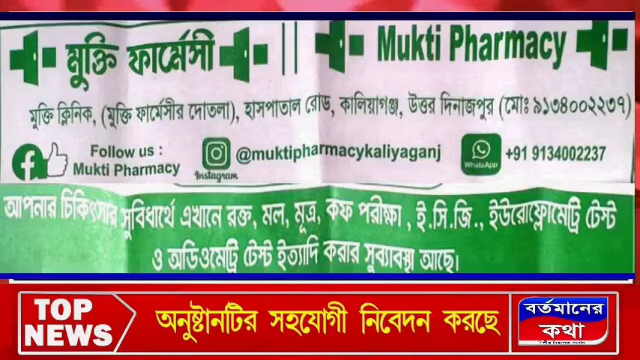 মুক্তি ফার্মেসী || Mukti Pharmacy
মুক্তি ক্লিনিক, (মুক্তি ফার্মেসীর দোতলা), হাসপাতাল রোড, কালিয়াগঞ্জ, উত্তর দিনাজপুর (মোঃ ৯১৩৪০০২২৩৭)
Follow us :
Mukti Pharmacy
Instagram
@muktipharmacykaliyaganj
WhatsApp
+91 9134002237
আপনার চিকিৎসার সুবিধার্থে এখানে রক্ত, মল, মূত্র, কফ পরীক্ষা, ই.সি.জি., ইউরোফ্লোমেট্রি টেস্ট
ও অডিওমেট্রি টেস্ট ইত্যাদি করার সুব্যাবস্থা আছে।
TOP
NEWS
অনুষ্টানটির সহযোগী নিবেদন করছে
বর্তমানের
কথা